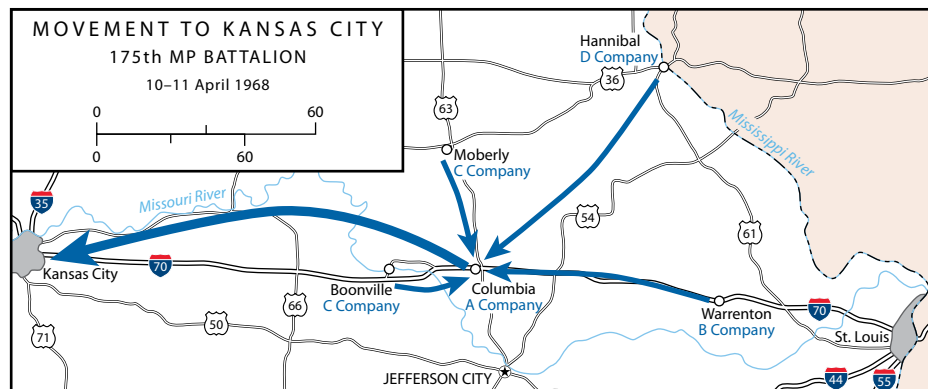 MOVEMENT TO KANSAS CITY
175th MP BATTALION
10–11 April 1968
0
60
0
60
Hannibal
D Company
36
63
Mississippi River
Moberly
C Company
Missouri River
35
54
61
Kansas City
70
Boonville
C Company
Columbia
A Company
Warrenton
B Company
70
66
50
71
St. Louis
JEFFERSON CITY
44
55